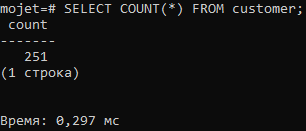 mojet=# SELECT COUNT(*) FROM customer;
count
-------
251
(1 строка)
Время: 0,297 мс